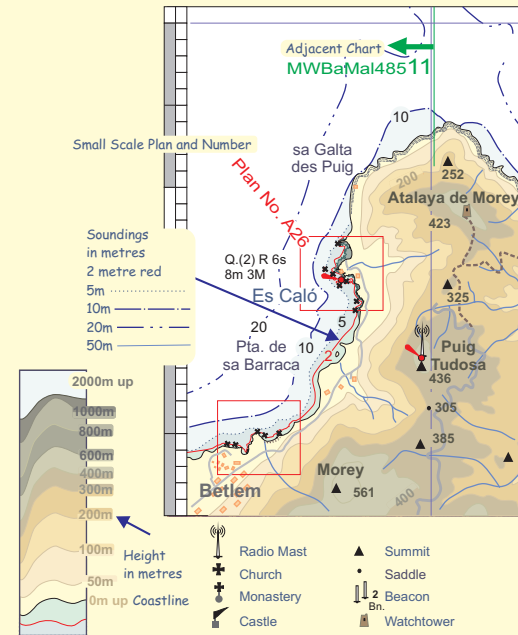 Adjacent Chart
MWBaMal48511
10
Small Scale Plan and Number
sa Galta
des Puig
200
252
Plan No. A26
Atalaya de Morey
423
Soundings
in metres
2 metre red
5m
10m
20m
50m
Q.(2) R 6s
8m 3M
Es Caló
325
20
5
10
2
Pta. de
sa Barraca
Puig
Tudosa
436
305
385
Morey
561
400
Betlem
2000m up
1000m
800m
600m
400m
300m
200m
100m
50m
0m up Coastline
Height
in metres
Radio Mast
Church
Monastery
Castle
Summit
Saddle
2
Bn.
Beacon
Watchtower